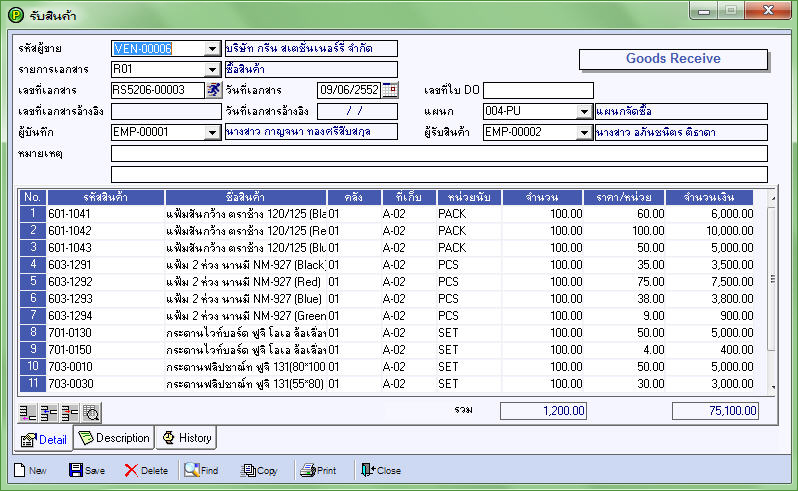 รับสินค้า
รหัสผู้ขาย VEN-00006 บริษัท กรีน สเตชั่นเนอร์รี่ จำกัด
Goods Receive
รายการเอกสาร R01 ซื้อสินค้า
เลขที่เอกสาร RS5206-00003 วันที่เอกสาร 09/06/2552 เลขที่ใบ DO
เลขที่เอกสารอ้างอิง วันที่เอกสารอ้างอิง / / แผนก 004-PU แผนกจัดซื้อ
ผู้บันทึก EMP-00001 นางสาว กาญจนา ทองศรีสืบสกุล ผู้รับสินค้า EMP-00002 นางสาว
หมายเหตุ
No. รหัสสินค้า ชื่อสินค้า คลัง ที่เก็บ หน่วยนับ จำนวน ราคา/หน่วย จำนวนเงิน
1 601-1041 แฟ้มสันกว้าง ตราช้าง 120/125 (Bla 01 A-02 PACK 100.00 60.00 6,000.00
2 601-1042 แฟ้มสันกว้าง ตราช้าง 120/125 (Re 01 A-02 PACK 100.00 100.00 10,000.00
3 601-1043 แฟ้มสันกว้าง ตราช้าง 120/125 (Blu 01 A-02 PACK 100.00 50.00 5,000.00
4 603-1291 แฟ้ม 2 ห่วง นานมี NM-927 (Black) 01 A-02 PCS 100.00 35.00 3,500.00
5 603-1292 แฟ้ม 2 ห่วง นานมี NM-927 (Red) 01 A-02 PCS 100.00 75.00 7,500.00
6 603-1293 แฟ้ม 2 ห่วง นานมี NM-927 (Blue) 01 A-02 PCS 100.00 38.00 3,800.00
7 603-1294 แฟ้ม 2 ห่วง นานมี NM-927 (Green 01 A-02 PCS 100.00 9.00 900.00
8 701-0130 กระดานไวท์บอร์ด ฟูจิ โอเอ ล้อเลื่อน 01 A-02 SET 100.00 50.00 5,000.00
9 701-0150 กระดานไวท์บอร์ด ฟูจิ โอเอ ล้อเลื่อน 01 A-02 SET 100.00 4.00 400.00
10 703-0010 กระดานฟลิปชาร์ท ฟูจิ 131(80*100 01 A-02 SET 100.00 50.00 5,000.00
11 703-0030 กระดานฟลิปชาร์ท ฟูจิ 131(55*80) 01 A-02 SET 100.00 30.00 3,000.00
รวม 1,200.00 75,100.00
Detail Description History
New Save Delete Find Copy Print Close